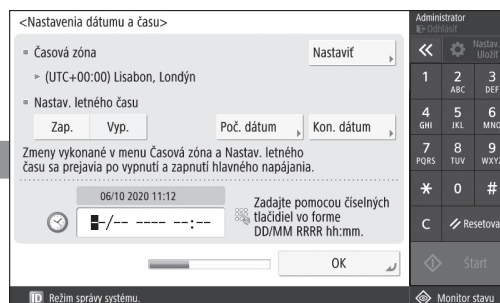 <Nastavenia dátumu a času>
Časová zóna
Nastaviť
(UTC+00:00) Lisabon, Londýn
Nastav. letného času
Zap.
Vyp.
Poč. dátum
Kon. dátum
Zmeny vykonané v menu Časová zóna a Nastav. letného
času sa prejavia po vypnutí a zapnutí hlavného napájania.
06/10 2020 11:12
-/-- ---- --:--
Zadajte pomocou číselných
tlačidiel vo forme
DD/MM RRRR hh:mm.
OK
ID Režim správy systému.
Administrator
Odhlásiť
Nastav.
Uložiť
1
2
ABC
3
DEF
4
GHI
5
JKL
6
MNO
7
PQRS
8
TUV
9
WXYZ
*
0
#
C
Resetova
Štart
Monitor stavu